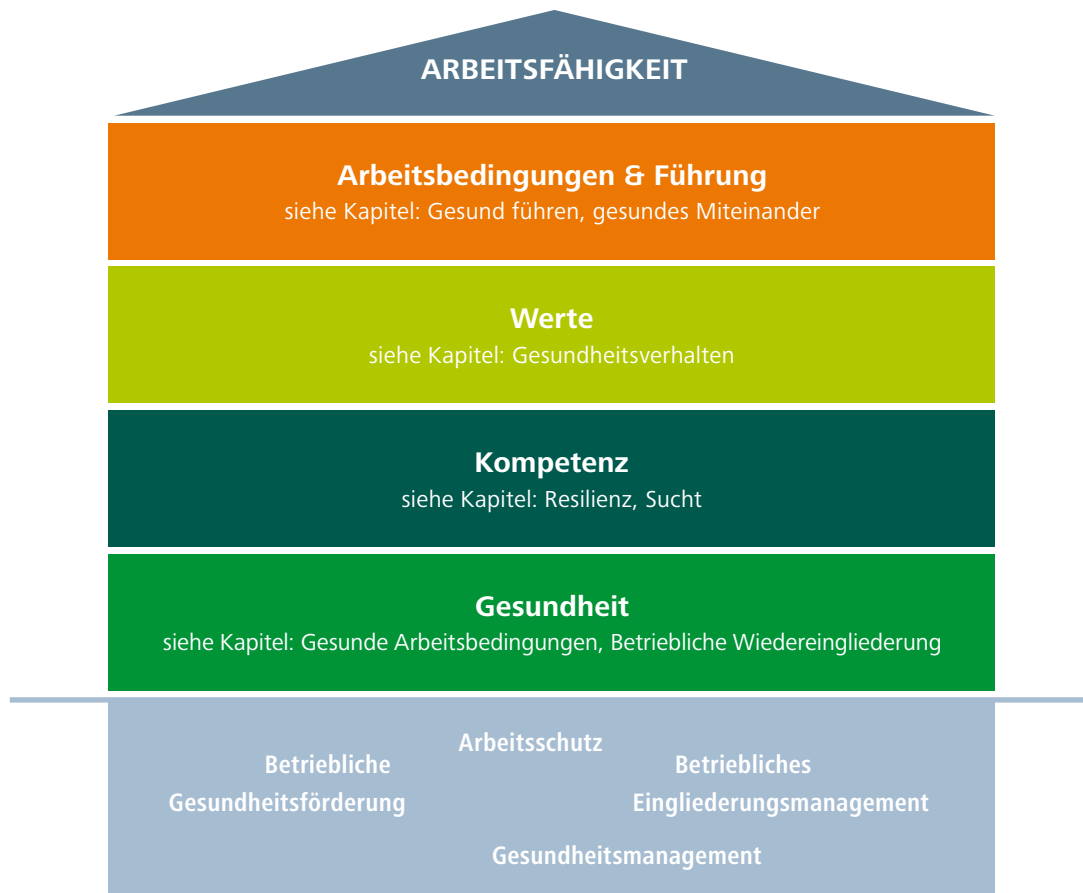 ARBEITSFÄHIGKEIT
Arbeitsbedingungen & Führung
siehe Kapitel: Gesund führen, gesundes Miteinander
Werte
siehe Kapitel: Gesundheitsverhalten
Kompetenz
siehe Kapitel: Resilienz, Sucht
Gesundheit
siehe Kapitel: Gesunde Arbeitsbedingungen, Betriebliche Wiedereingliederung
Arbeitsschutz
Betriebliche
Gesundheitsförderung
Betriebliches
Eingliederungsmanagement
Gesundheitsmanagement